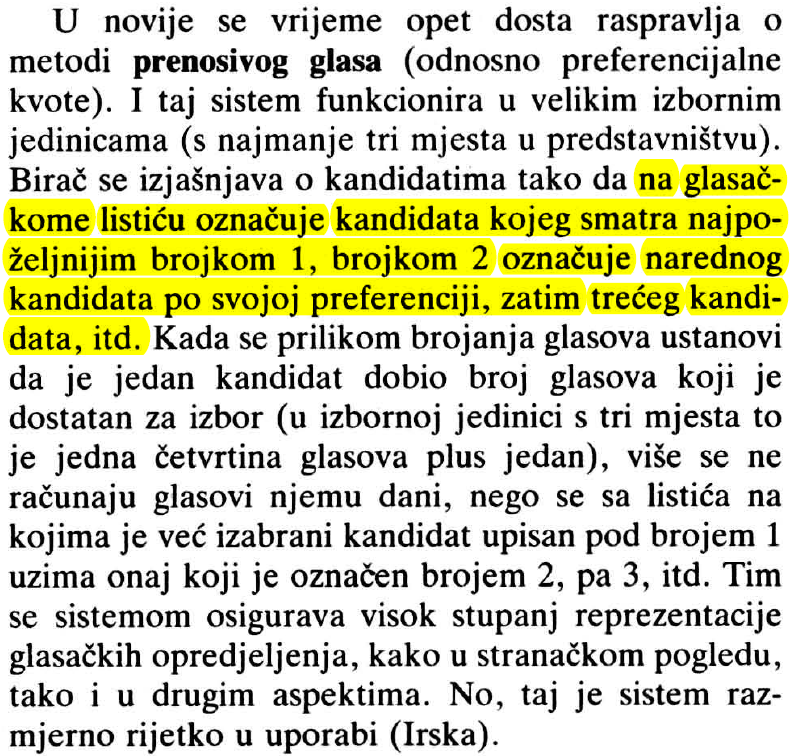 U novije se vrijeme opet dosta raspravlja o
metodi prenosivog glasa (odnosno preferencijalne
kvote). I taj sistem funkcionira u velikim izbornim
jedinicama (s najmanje tri mjesta u predstavništvu).
Birač se izjašnjava o kandidatima tako da na glasač-
kome listiću označuje kandidata kojeg smatra najpo-
željnijim brojkom 1, brojkom 2 označuje narednog
kandidata po svojoj preferenciji, zatim trećeg kandi-
data, itd. Kada se prilikom brojanja glasova ustanovi
da je jedan kandidat dobio broj glasova koji je
dostatan za izbor (u izbornoj jedinici s tri mjesta to
je jedna četvrtina glasova plus jedan), više se ne
računaju glasovi njemu dani, nego se sa listića na
kojima je već izabrani kandidat upisan pod brojem 1
uzima onaj koji je označen brojem 2, pa 3, itd. Tim
se sistemom osigurava visok stupanj reprezentacije
glasačkih opredjeljenja, kako u stranačkom pogledu,
tako i u drugim aspektima. No, taj je sistem raz-
mjerno rijetko u uporabi (Irska).